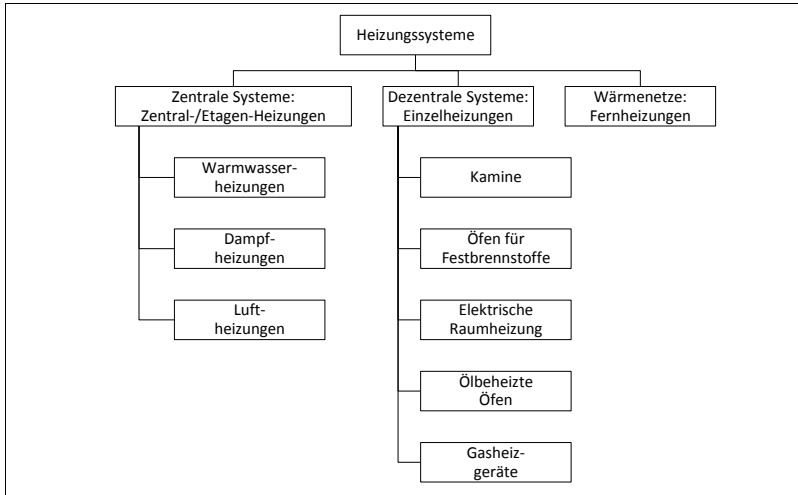 Heizungssysteme
Zentrale Systeme:
Zentral-/Etagen-Heizungen
Warmwasser-
heizungen
Dampf-
heizungen
Luft-
heizungen
Dezentrale Systeme:
Einzelheizungen
Kamine
Öfen für
Festbrennstoffe
Elektrische
Raumheizung
Ölbeheizte
Öfen
Gasheiz-
geräte
Wärmenetze:
Fernheizungen